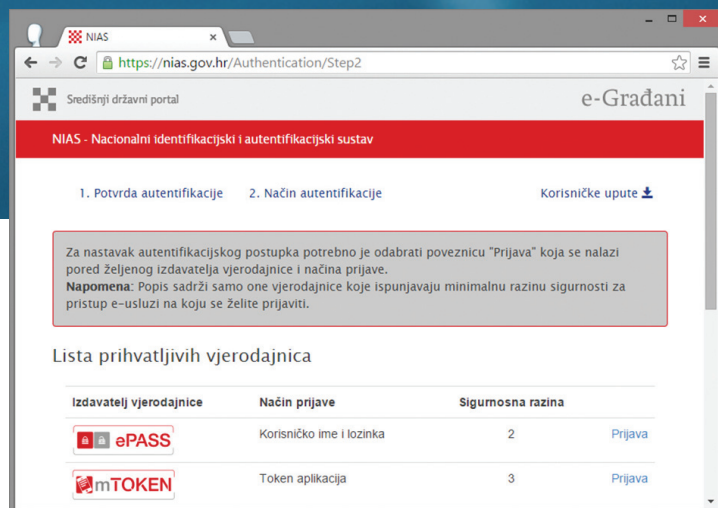 NIAS
https://nias.gov.hr/Authentication/Step2
Središnji državni portal
e-Građani
NIAS - Nacionalni identifikacijski i autentifikacijski sustav
1. Potvrda autentifikacije 2. Način autentifikacije Korisničke upute
Za nastavak autentifikacijskog postupka potrebno je odabrati poveznicu "Prijava" koja se nalazi
pored željenog izdavatelja vjerodajnice i načina prijave.
Napomena: Popis sadrži samo one vjerodajnice koje ispunjavaju minimalnu razinu sigurnosti za
pristup e-usluzi na koju se želite prijaviti.
Lista prihvatljivih vjerodajnica
Izdavatelj vjerodajnice Način prijave Sigurnosna razina
ePASS Korisničko ime i lozinka 2 Prijava
mTOKEN Token aplikacija 3 Prijava